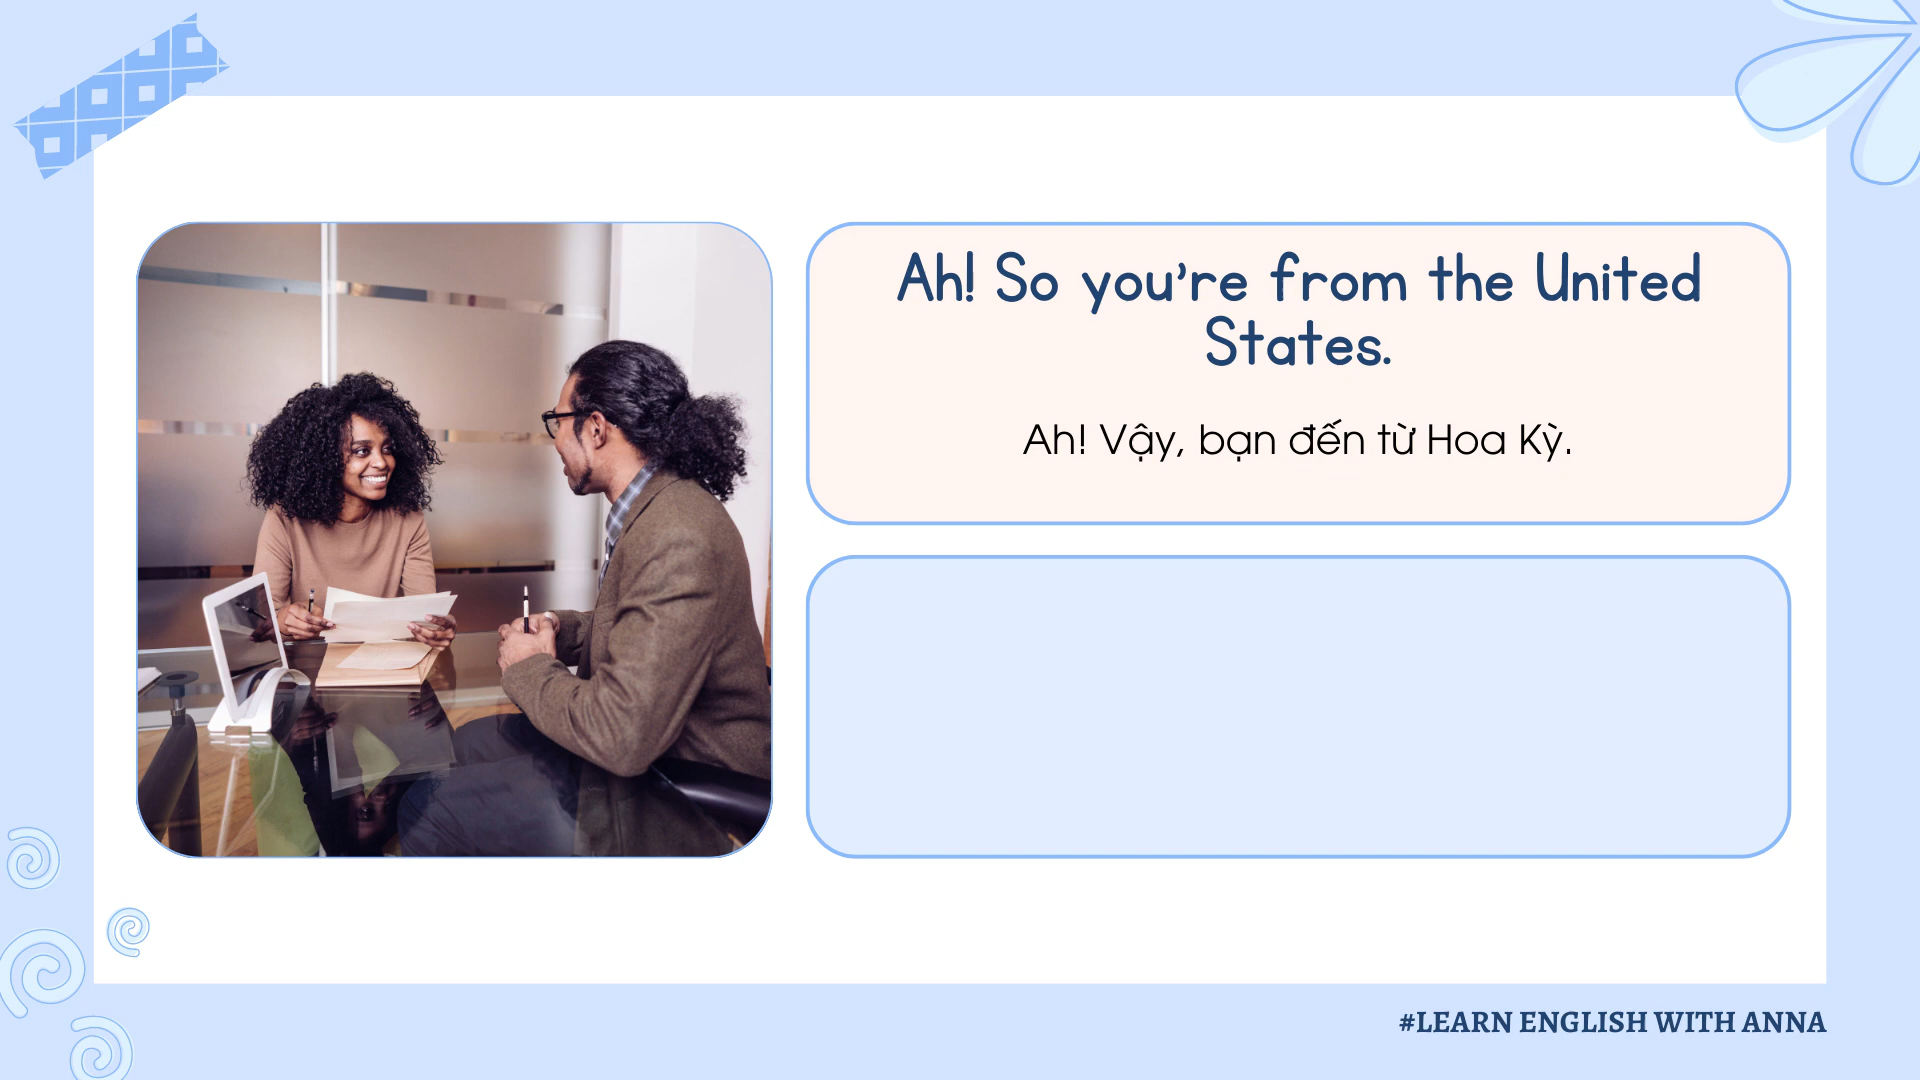 Ah! So you're from the United
States.
Ah! Vậy, bạn đến từ Hoa Kỳ.
#LEARN ENGLISH WITH ANNA